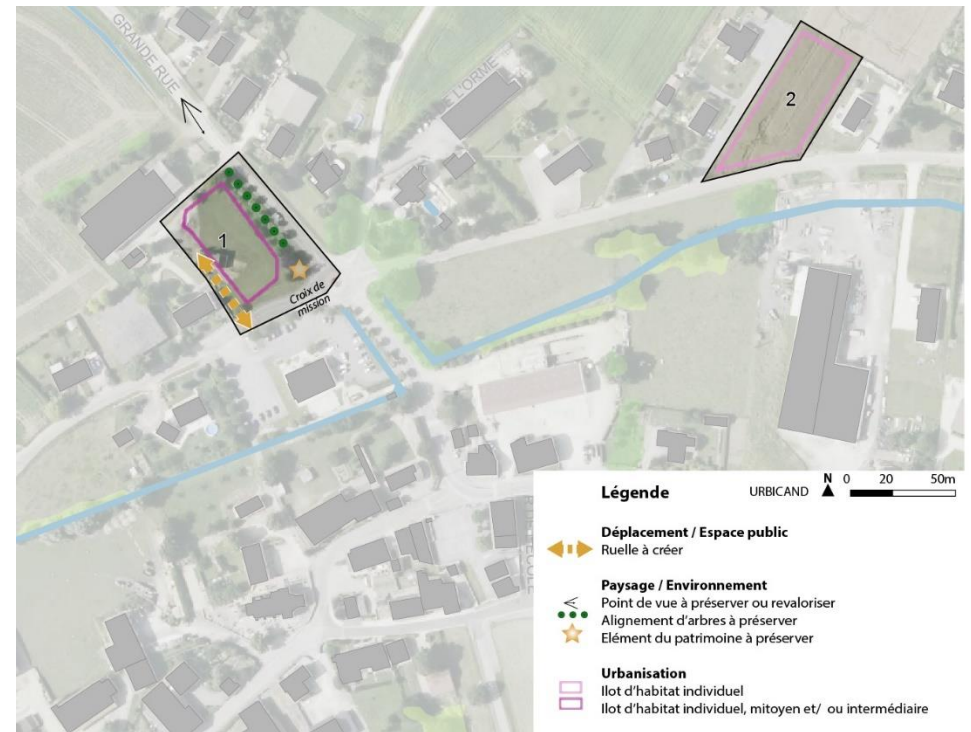 GRANDE RUE
L'ORME
2
1
Croix de
mission
Légende
URBICAND N 0 20 50m
Déplacement / Espace public
Ruelle à créer
Paysage / Environnement
Point de vue à préserver ou revaloriser
Alignement d'arbres à préserver
Elément du patrimoine à préserver
Urbanisation
Ilot d'habitat individuel
Ilot d'habitat individuel, mitoyen et/ ou intermédiaire